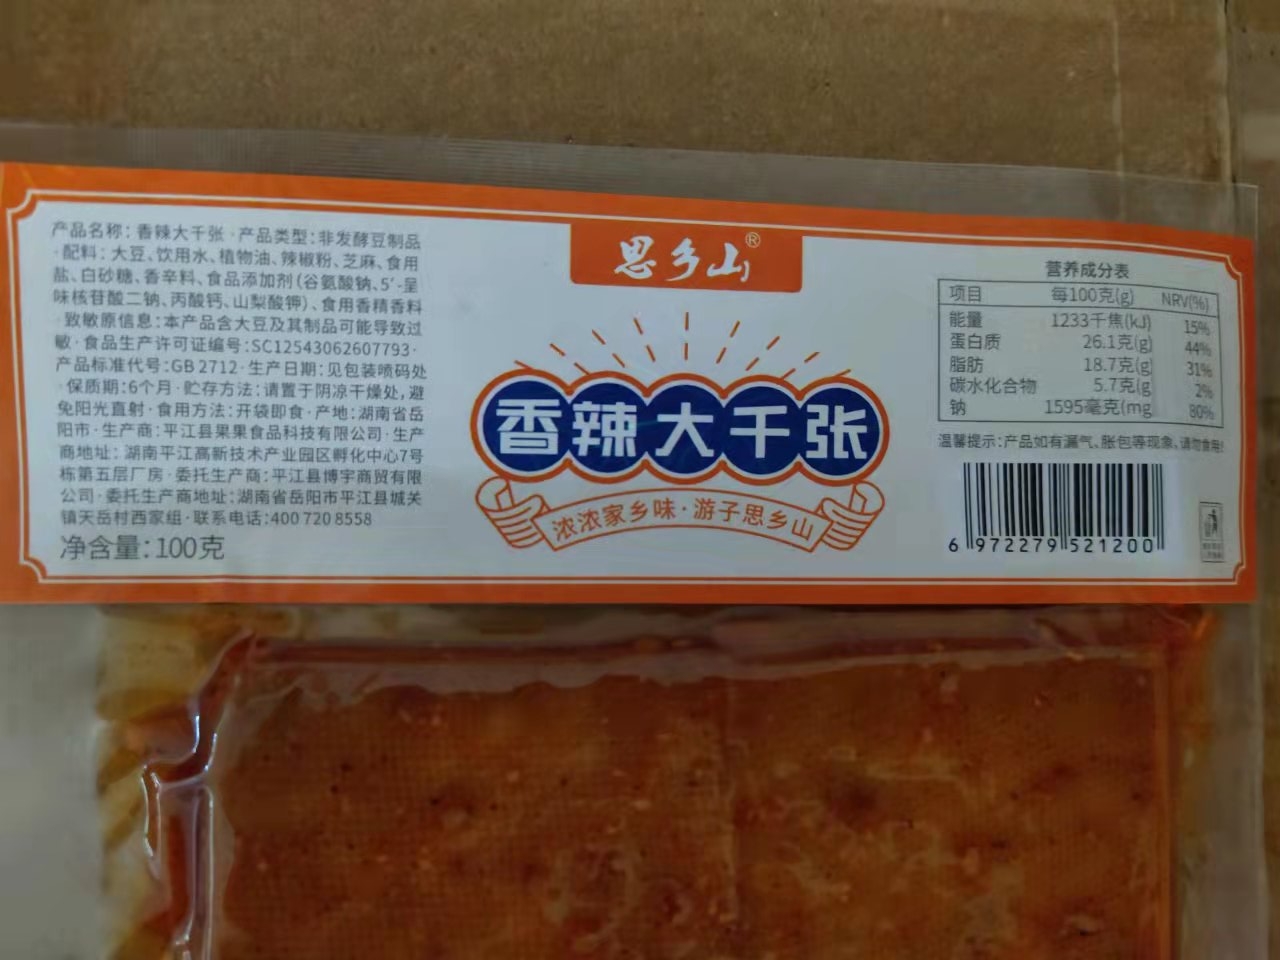 产品名称：香辣大千张·产品类型：非发酵豆制品
·配料：大豆、饮用水、植物油、辣椒粉、芝麻、食用
盐、白砂糖、香辛料、食品添加剂(谷氨酸钠、5'-呈
味核苷酸二钠、丙酸钙、山梨酸钾)、食用香精香料
·致敏原信息：本产品含大豆及其制品可能导致过
敏·食品生产许可证编号：SC12543062607793·
产品标准代号：GB 2712·生产日期：见包装喷码处
·保质期：6个月·贮存方法：请置于阴凉干燥处，避
免阳光直射·食用方法：开袋即食·产地：湖南省岳
阳市·生产商：平江县果果食品科技有限公司·生产
商地址：湖南平江高新技术产业园区孵化中心7号
栋第五层厂房·委托生产商：平江县博宇商贸有限
公司·委托生产商地址：湖南省岳阳市平江县城关
镇天岳村西家组·联系电话：400 720 8558
净含量：100克
思乡山®
香辣大千张
浓浓家乡味·游子思乡山
营养成分表
项目 每100克(g) NRV(%)
能量 1233千焦(kJ) 15%
蛋白质 26.1克(g) 44%
脂肪 18.7克(g) 31%
碳水化合物 5.7克(g 2%
钠 1595毫克(mg 80%
温馨提示：产品如有漏气、胀包等现象，请勿食用！
6 972279 521200